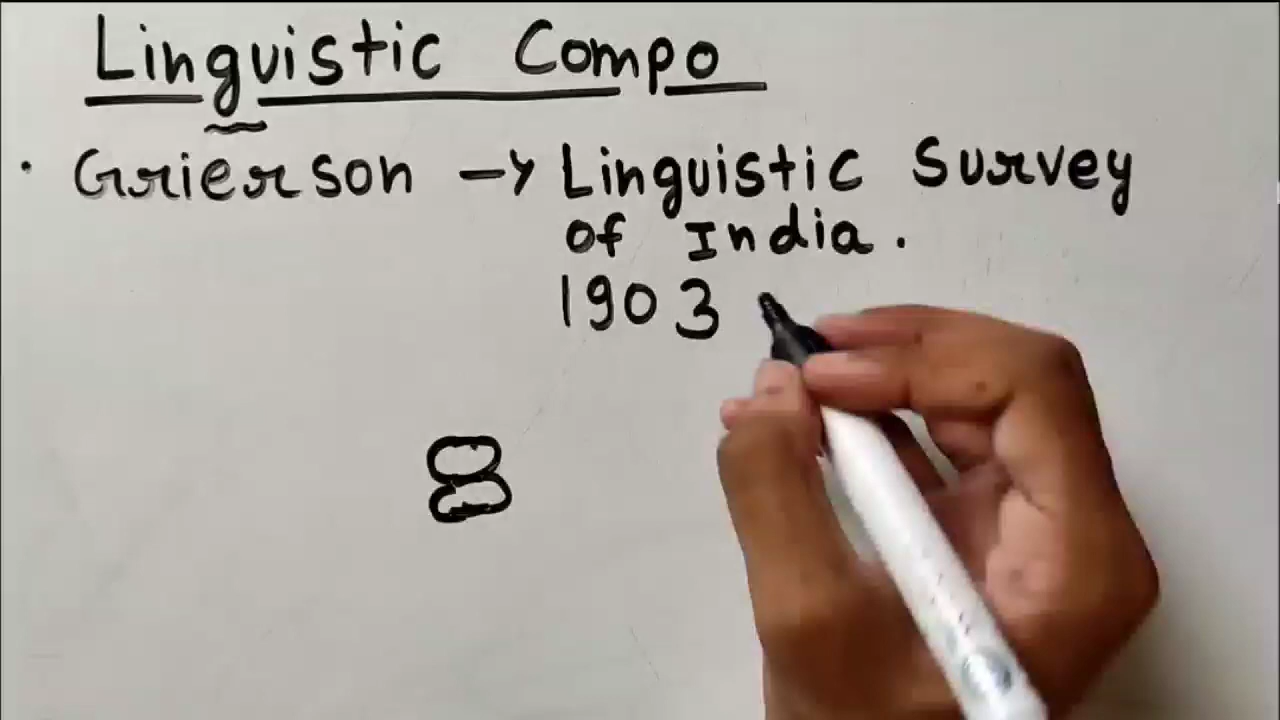 Linguistic Compo
· Grierson → Linguistic Survey
of India.
1903
8